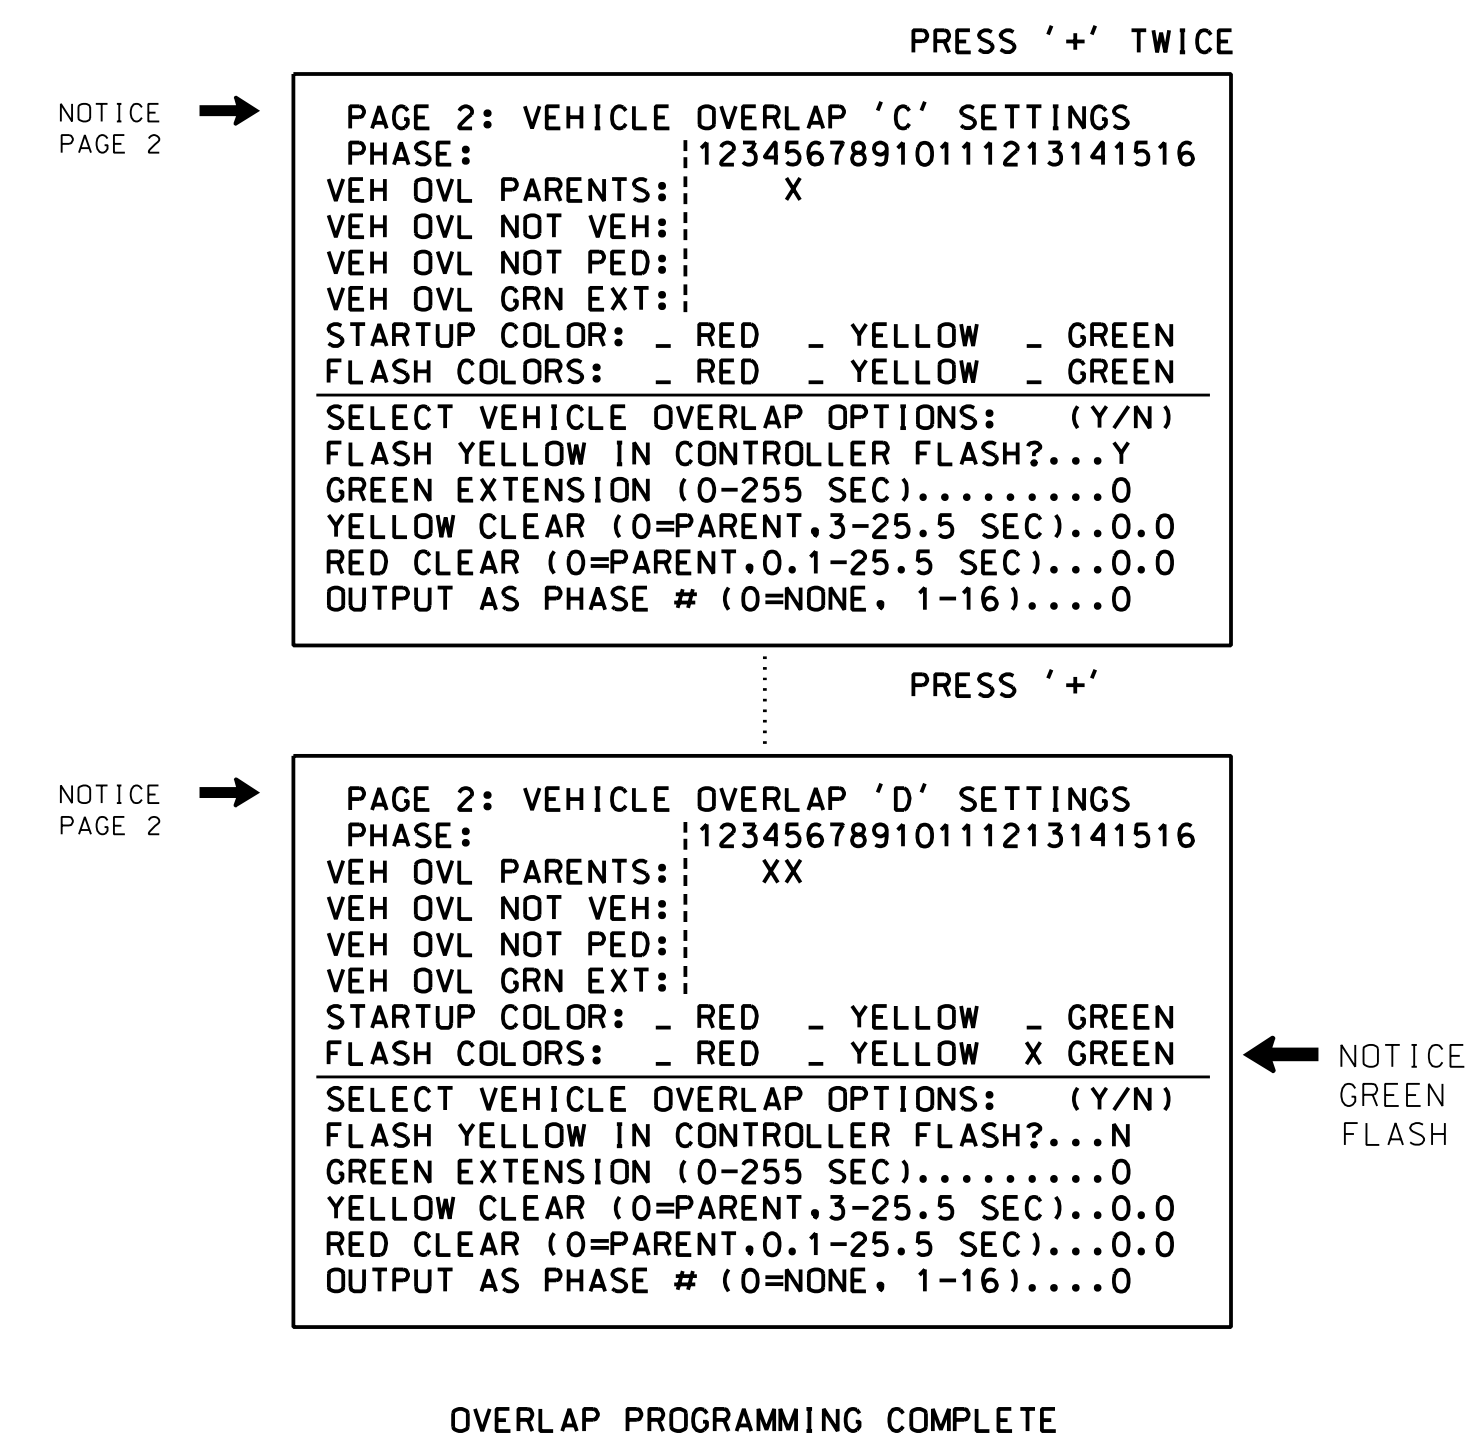 PRESS '+' TWICE
NOTICE
PAGE 2
PAGE 2: VEHICLE OVERLAP 'C' SETTINGS
PHASE: ¦12345678910111213141516
VEH OVL PARENTS:¦ X
VEH OVL NOT VEH:¦
VEH OVL NOT PED:¦
VEH OVL GRN EXT:¦
STARTUP COLOR: _ RED _ YELLOW _ GREEN
FLASH COLORS: _ RED _ YELLOW _ GREEN
SELECT VEHICLE OVERLAP OPTIONS: (Y/N)
FLASH YELLOW IN CONTROLLER FLASH?...Y
GREEN EXTENSION (0-255 SEC).........0
YELLOW CLEAR (0=PARENT,3-25.5 SEC)..0.0
RED CLEAR (0=PARENT,0.1-25.5 SEC)...0.0
OUTPUT AS PHASE # (0=NONE, 1-16)....0
PRESS '+'
NOTICE
PAGE 2
PAGE 2: VEHICLE OVERLAP 'D' SETTINGS
PHASE: ¦12345678910111213141516
VEH OVL PARENTS:¦ XX
VEH OVL NOT VEH:¦
VEH OVL NOT PED:¦
VEH OVL GRN EXT:¦
STARTUP COLOR: _ RED _ YELLOW _ GREEN
FLASH COLORS: _ RED _ YELLOW X GREEN
NOTICE
GREEN
FLASH
SELECT VEHICLE OVERLAP OPTIONS: (Y/N)
FLASH YELLOW IN CONTROLLER FLASH?...N
GREEN EXTENSION (0-255 SEC).........0
YELLOW CLEAR (0=PARENT,3-25.5 SEC)..0.0
RED CLEAR (0=PARENT,0.1-25.5 SEC)...0.0
OUTPUT AS PHASE # (0=NONE, 1-16)....0
OVERLAP PROGRAMMING COMPLETE